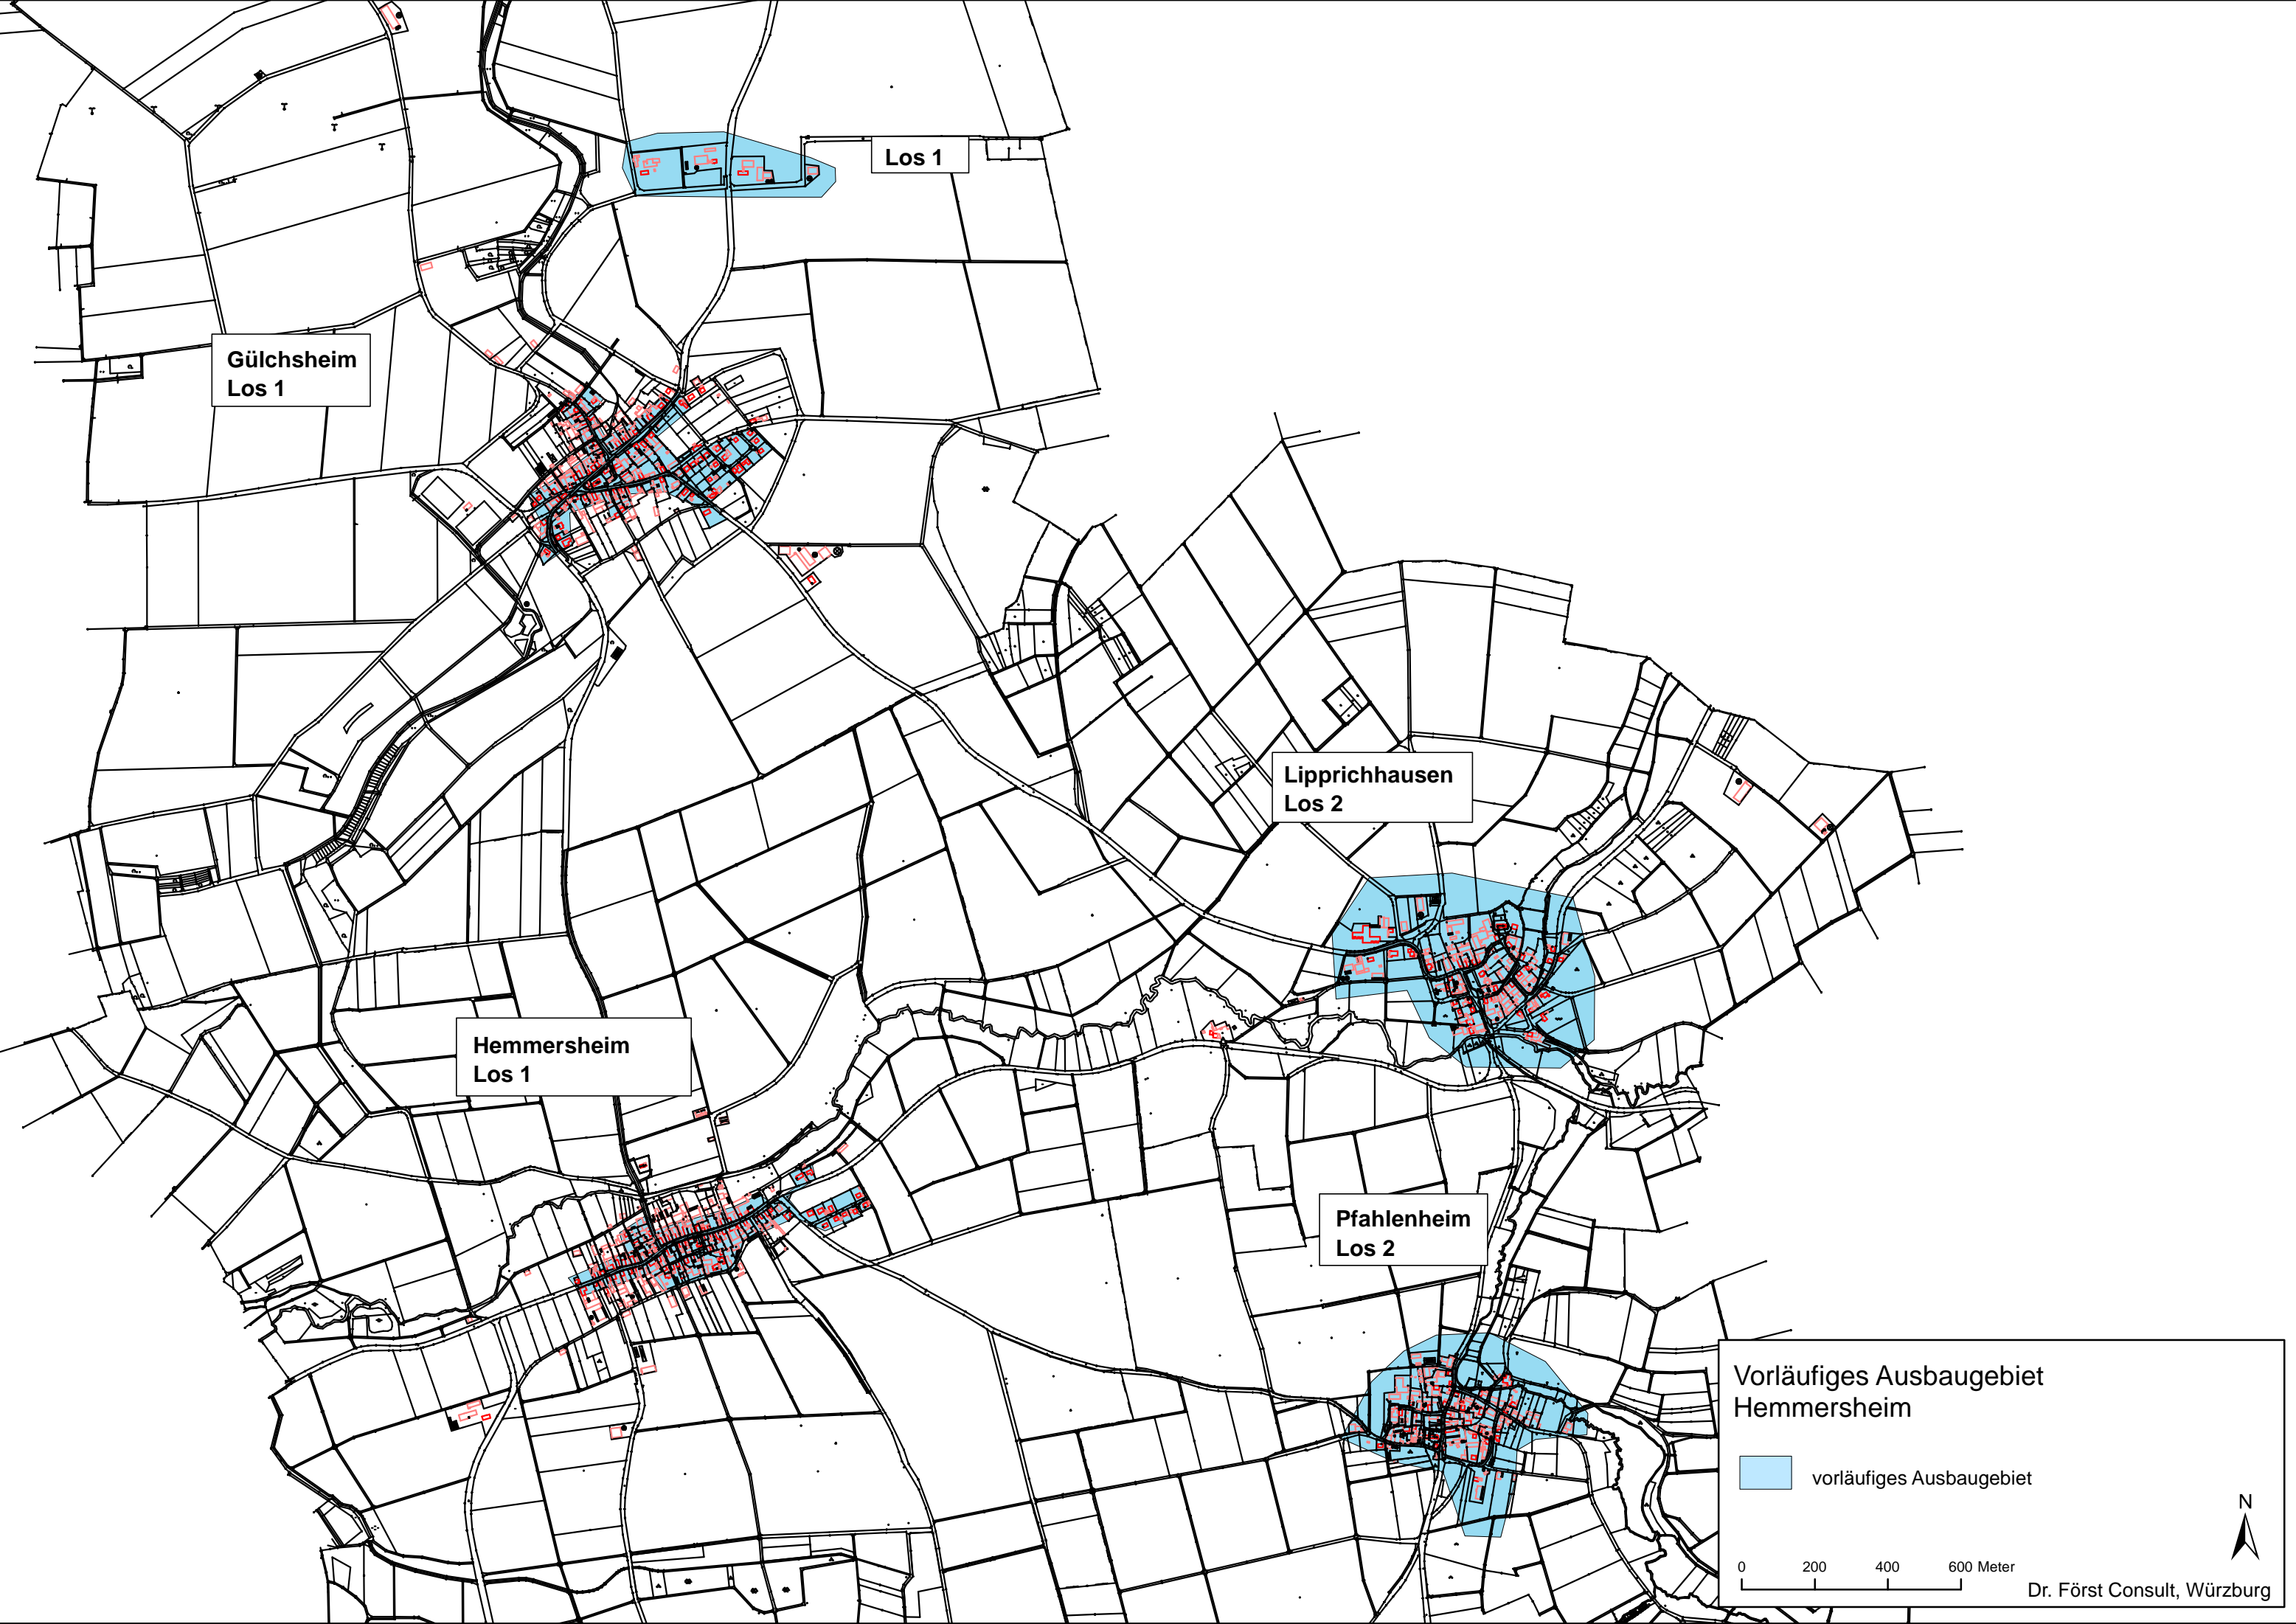 Los 1
Gülchsheim
Los 1
Lipprichhausen
Los 2
Hemmersheim
Los 1
Pfahlenheim
Los 2
Vorläufiges Ausbaugebiet
Hemmersheim
vorläufiges Ausbaugebiet
N
0 200 400 600 Meter
Dr. Först Consult, Würzburg